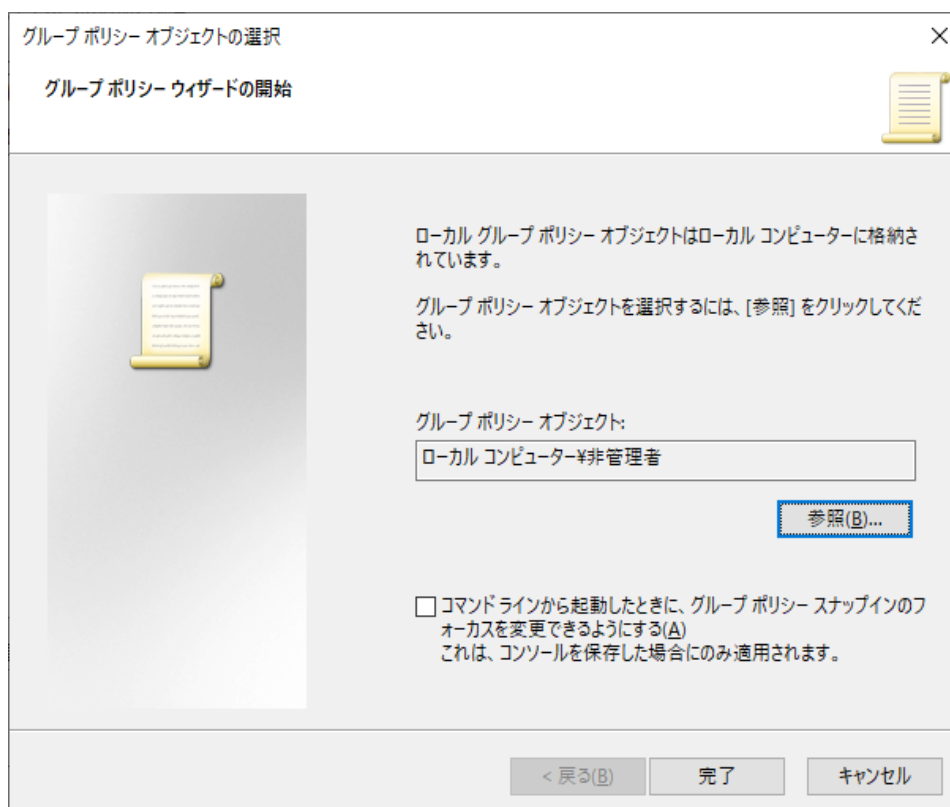 グループ ポリシー オブジェクトの選択
グループ ポリシー ウィザードの開始
ローカル グループ ポリシー オブジェクトはローカル コンピューターに格納さ
れています。
グループ ポリシー オブジェクトを選択するには、[参照] をクリックしてくだ
さい。
グループ ポリシー オブジェクト:
ローカル コンピューター¥非管理者
参照(B)...
コマンド ラインから起動したときに、グループ ポリシー スナップインのフ
ォーカスを変更できるようにする(A)
これは、コンソールを保存した場合にのみ適用されます。
< 戻る(B)
完了
キャンセル